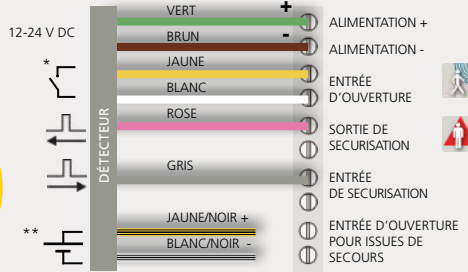 VERT
+
12-24 V DC
ALIMENTATION +
BRUN
-
ALIMENTATION -
*
JAUNE
ENTRÉE
D'OUVERTURE
BLANC
ROSE
SORTIE DE
SECURISATION
DÉTECTEUR
GRIS
ENTRÉE
DE SECURISATION
JAUNE/NOIR +
**
BLANC/NOIR -
ENTRÉE D'OUVERTURE
POUR ISSUES DE
SECOURS